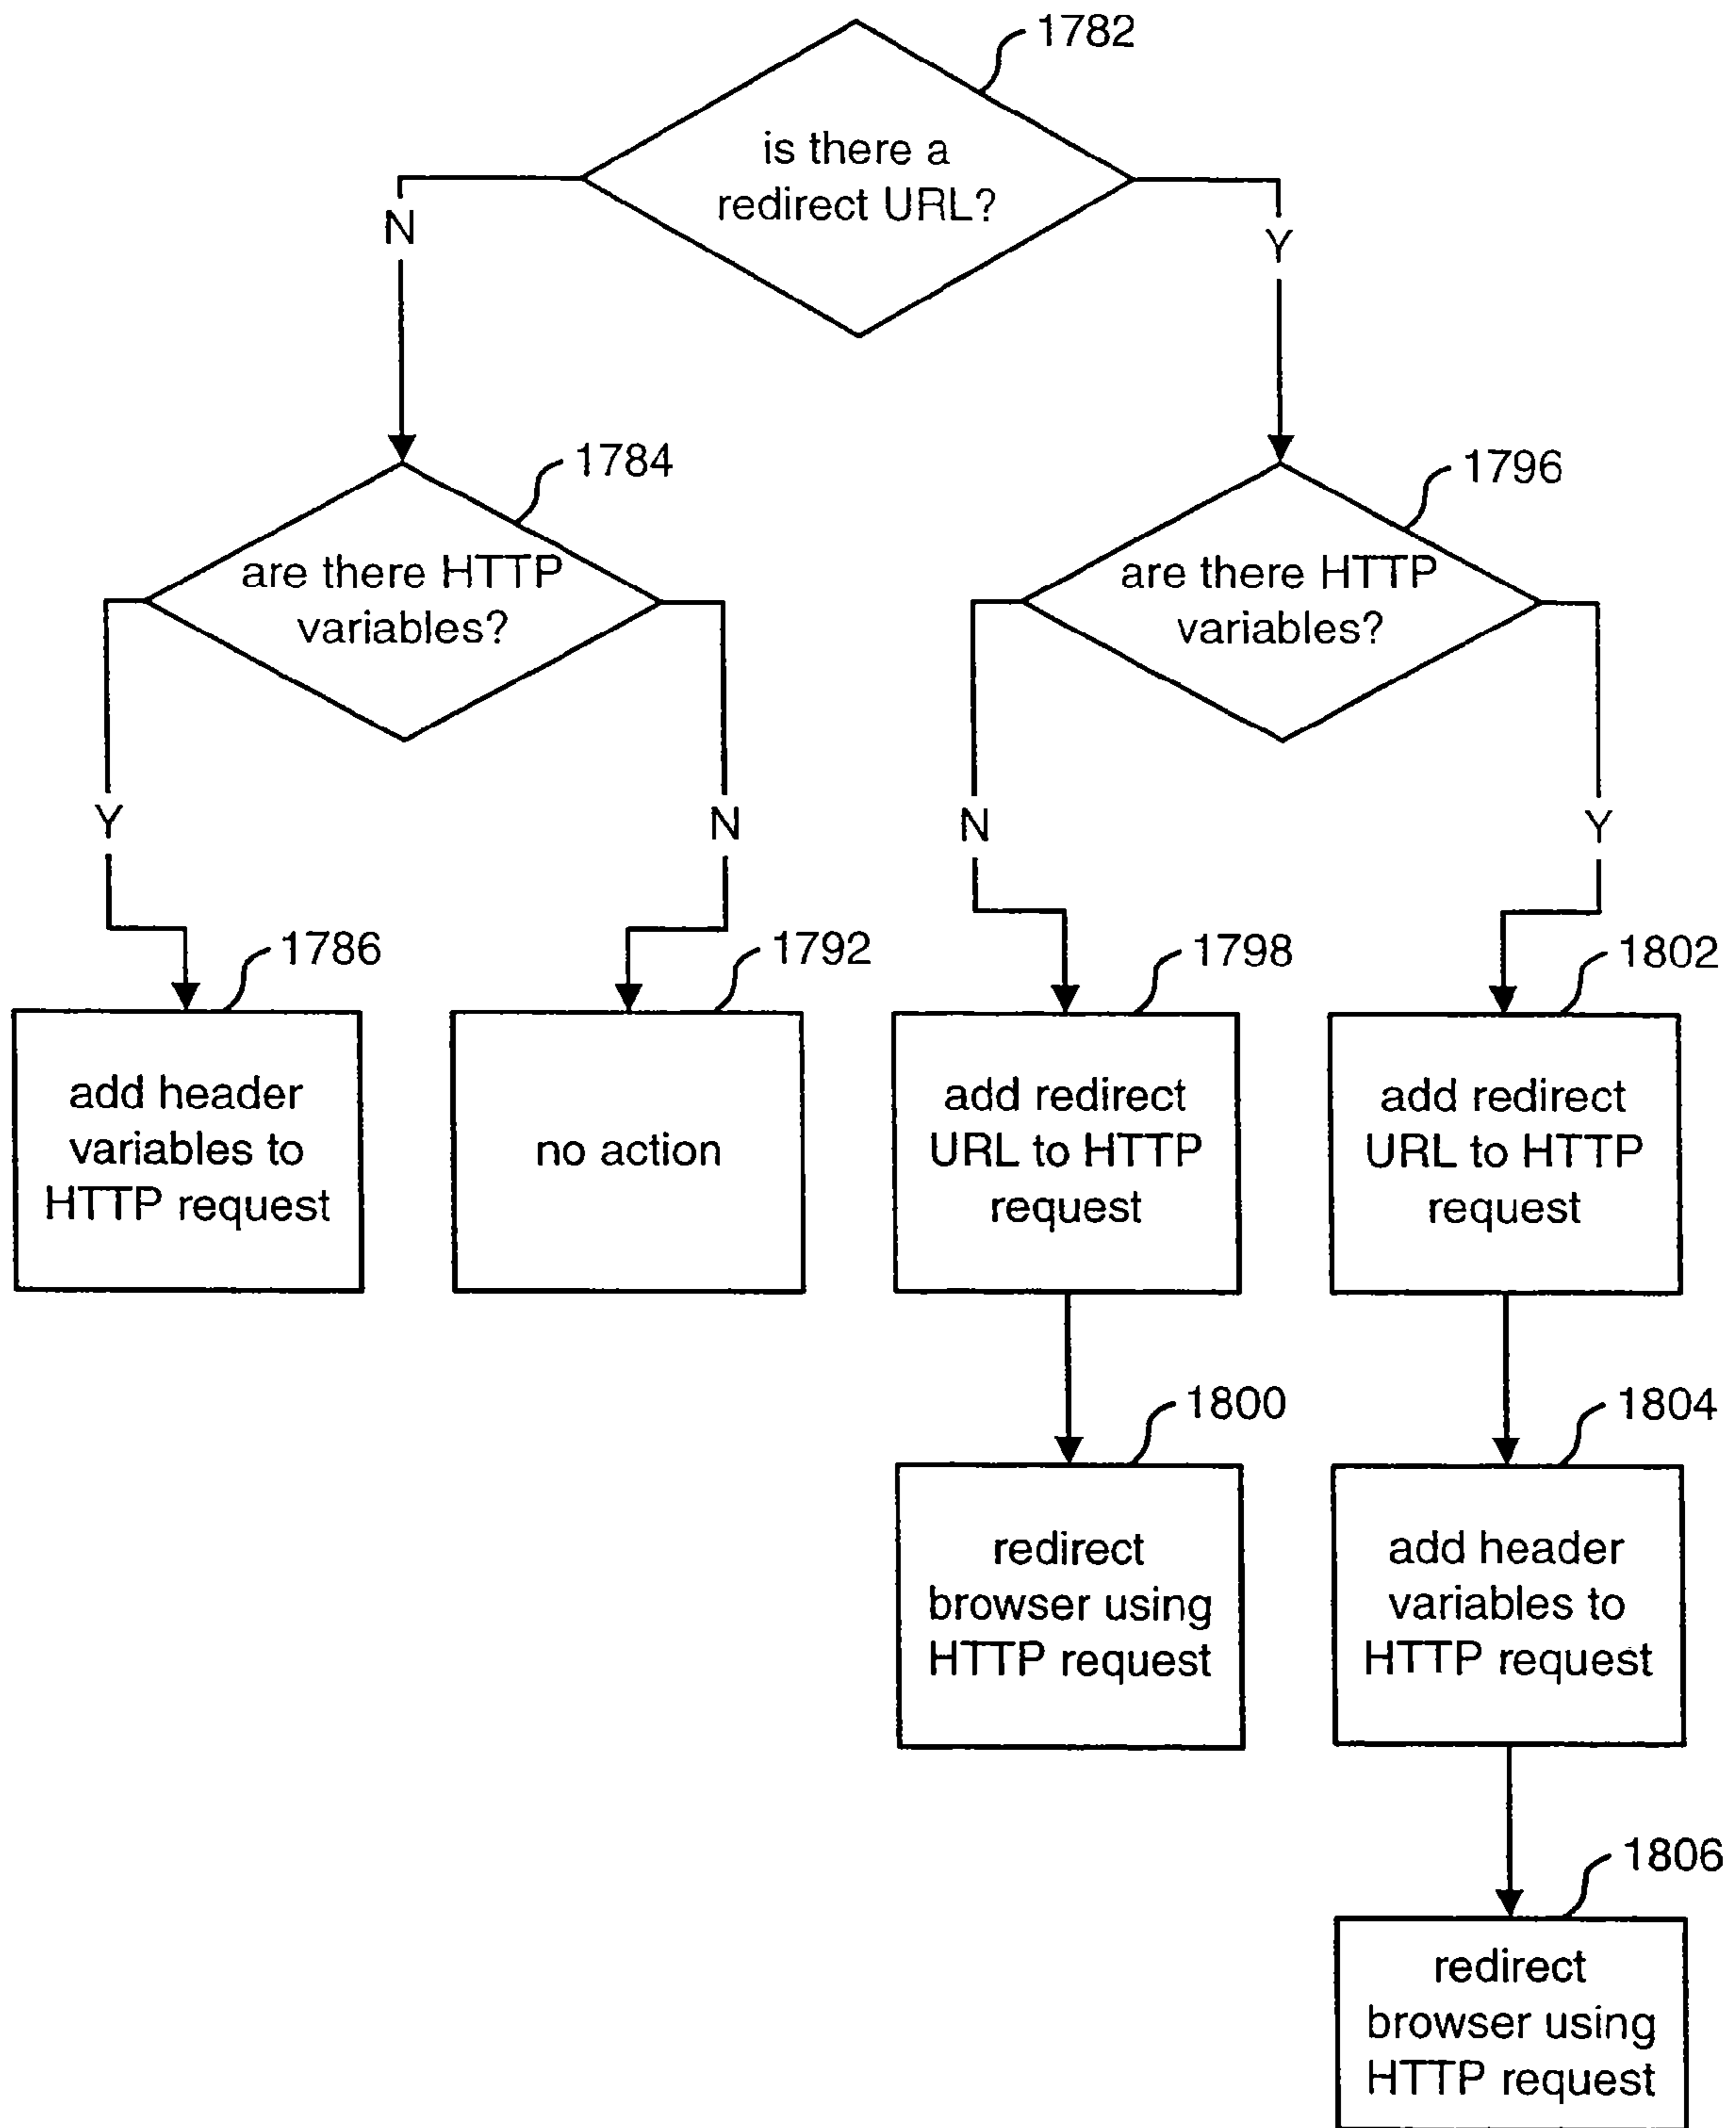 1782
is there a
redirect URL?
N
Y
1784
1796
are there HTTP
variables?
are there HTTP
variables?
Y
N
N
Y
1786
1792
1798
1802
add header
variables to
HTTP request
no action
add redirect
URL to HTTP
request
add redirect
URL to HTTP
request
1800
1804
redirect
browser using
HTTP request
add header
variables to
HTTP request
1806
redirect
browser using
HTTP request